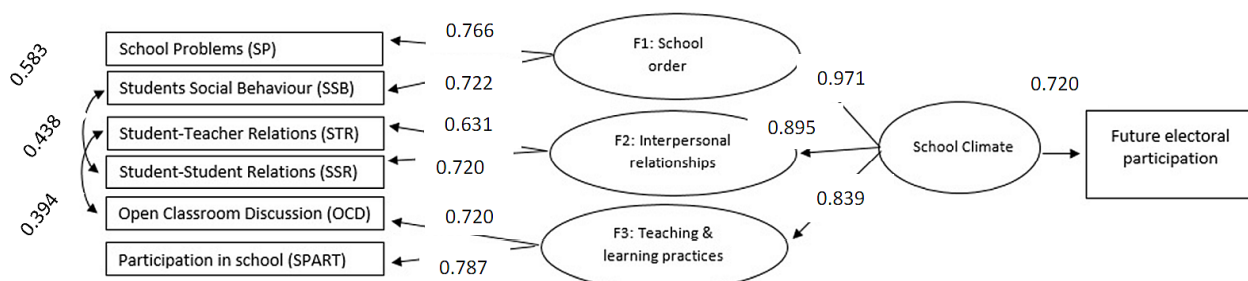 0.583
0.438
0.394
School Problems (SP)
Students Social Behaviour (SSB)
Student-Teacher Relations (STR)
Student-Student Relations (SSR)
Open Classroom Discussion (OCD)
Participation in school (SPART)
0.766
0.722
0.631
0.720
0.720
0.787
F1: School
order
F2: Interpersonal
relationships
F3: Teaching &
learning practices
0.971
0.895
0.839
School Climate
0.720
Future electoral
participation